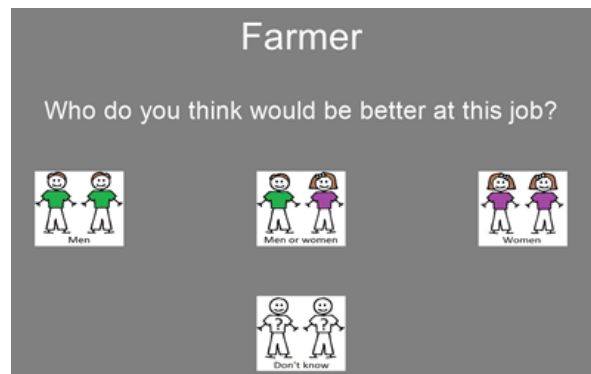 Farmer
Who do you think would be better at this job?
Men
Men or women
Women
? ?
Don't know